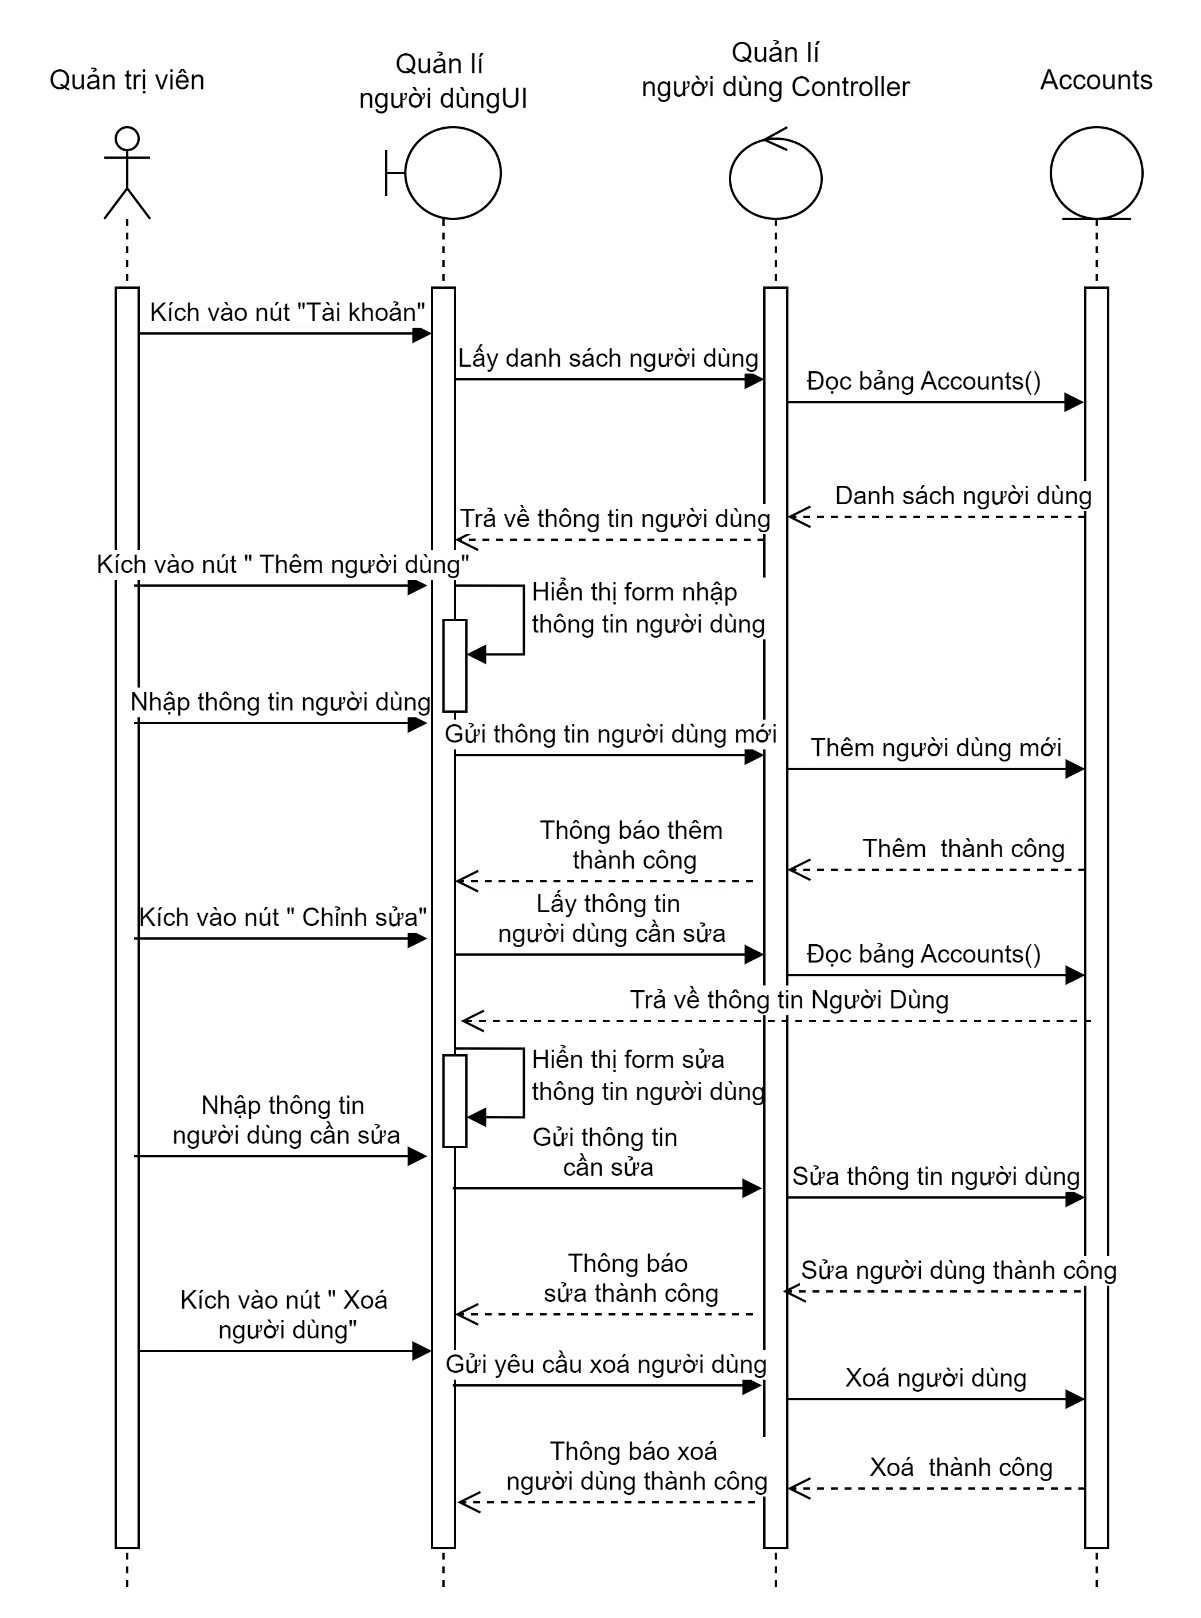 Quản trị viên
Quản lí
người dùngUI
Quản lí
người dùng Controller
Accounts
Kích vào nút "Tài khoản"
Lấy danh sách người dùng
Đọc bảng Accounts()
Danh sách người dùng
Trả về thông tin người dùng
Kích vào nút " Thêm người dùng"
Hiển thị form nhập
thông tin người dùng
Nhập thông tin người dùng
Gửi thông tin người dùng mới
Thêm người dùng mới
Thông báo thêm
thành công
Thêm  thành công
Kích vào nút " Chỉnh sửa"
Lấy thông tin
người dùng cần sửa
Đọc bảng Accounts()
Trả về thông tin Người Dùng
Hiển thị form sửa
thông tin người dùng
Nhập thông tin
người dùng cần sửa
Gửi thông tin
cần sửa
Sửa thông tin người dùng
Sửa người dùng thành công
Thông báo
sửa thành công
Kích vào nút " Xoá
người dùng"
Gửi yêu cầu xoá người dùng
Xoá người dùng
Thông báo xoá
người dùng thành công
Xoá  thành công